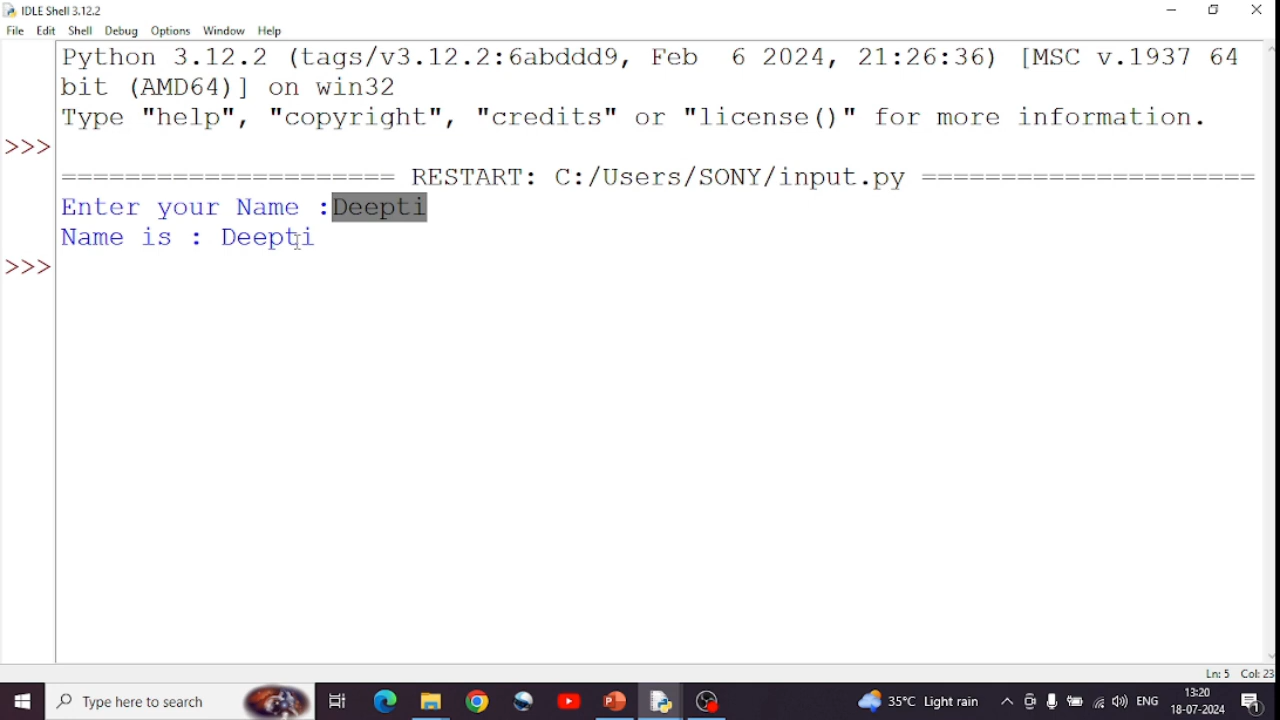 IDLE Shell 3.12.2
File Edit Shell Debug Options Window Help
Python 3.12.2 (tags/v3.12.2:6abddd9, Feb  6 2024, 21:26:36) [MSC v.1937 64
bit (AMD64)] on win32
Type "help", "copyright", "credits" or "license()" for more information.
>>>
===================== RESTART: C:/Users/SONY/input.py =====================
Enter your Name :Deepti
Name is : Deepti
>>>
Ln: 5 Col: 23
Type here to search
35°C Light rain
ENG
13:20
18-07-2024
1